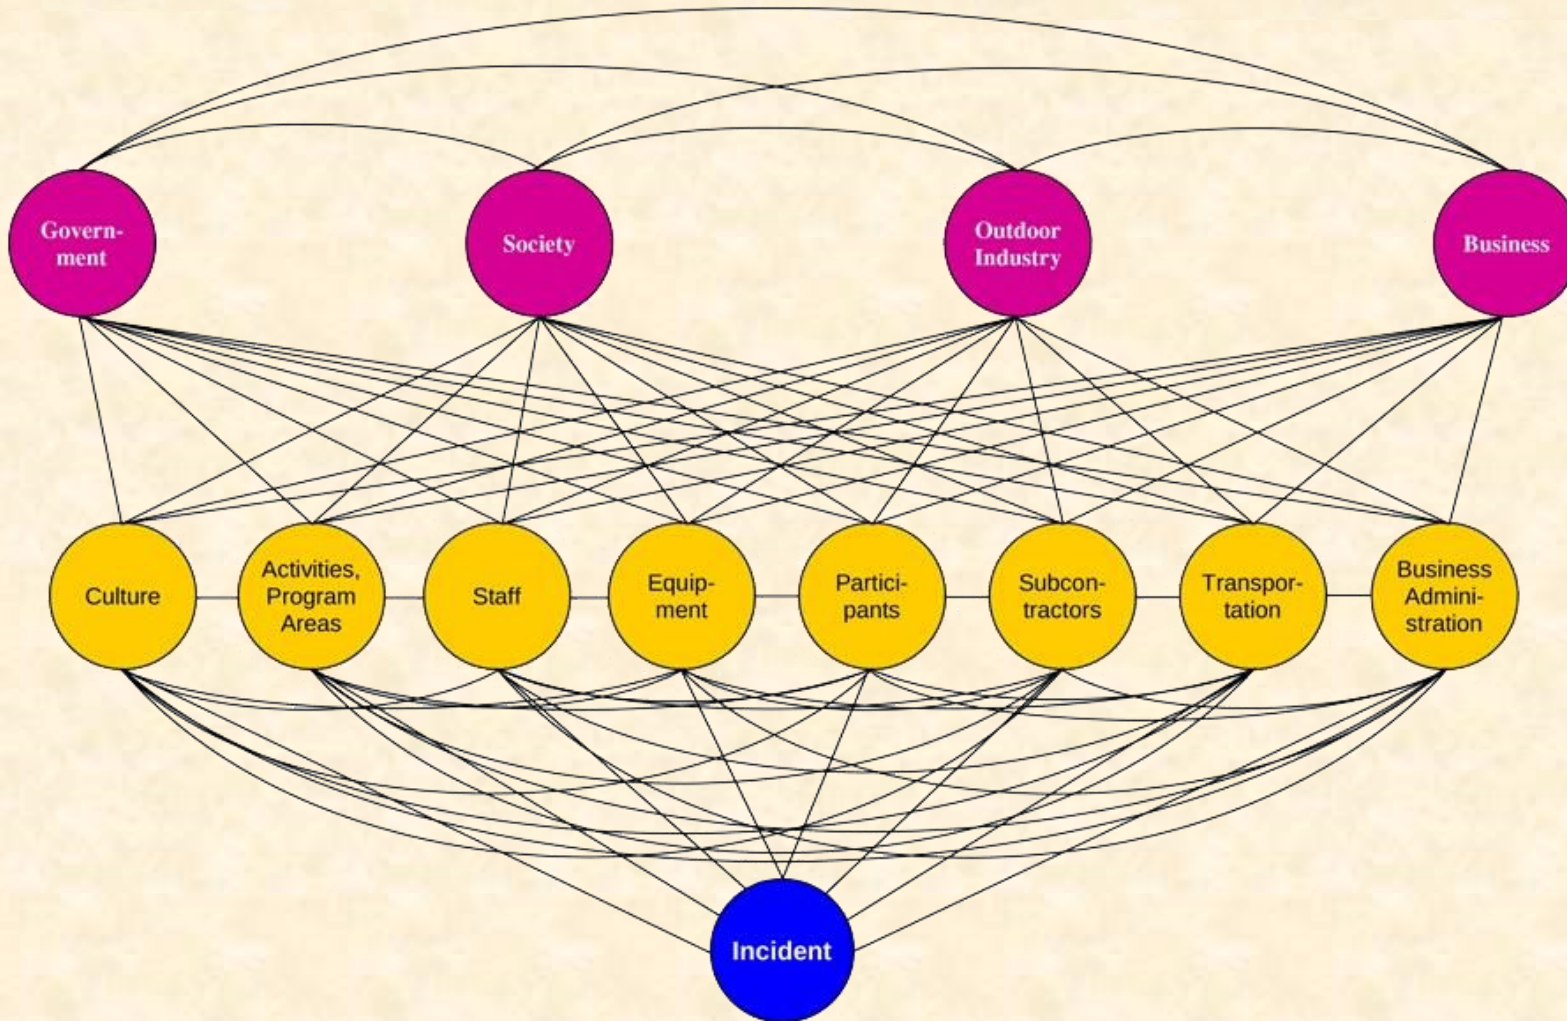 Govern-
ment
Society
Outdoor
Industry
Business
Culture
Activities,
Program
Areas
Staff
Equip-
ment
Partici-
pants
Subcon-
tractors
Transpor-
tation
Business
Admini-
stration
Incident